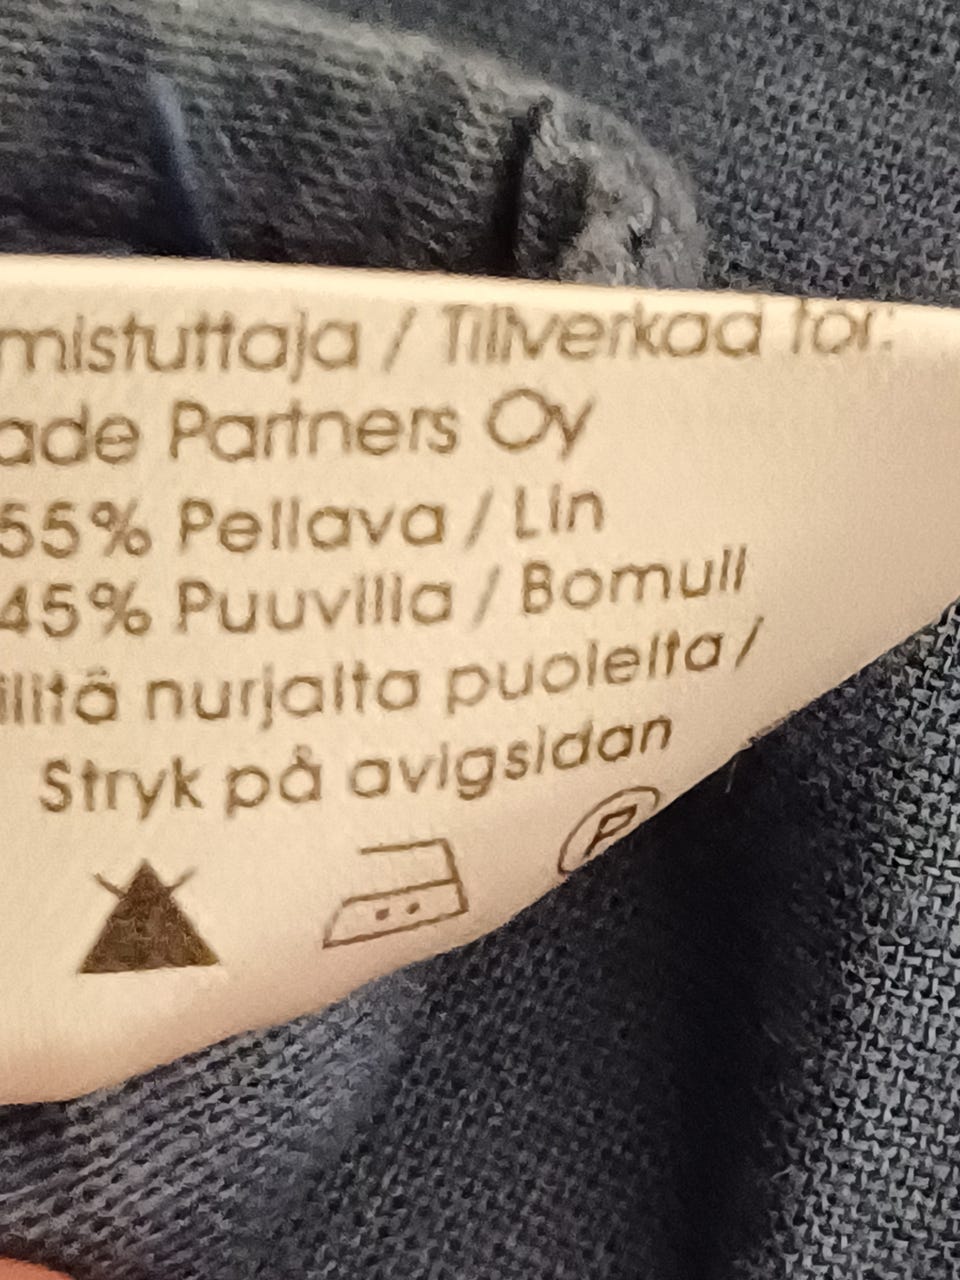 mistuttaja / Tillverkad för:
ade Partners Oy
55% Pellava / Lin
45% Puuvilla / Bomull
ilitä nurjalta puolelta /
Stryk på avigsidan
P